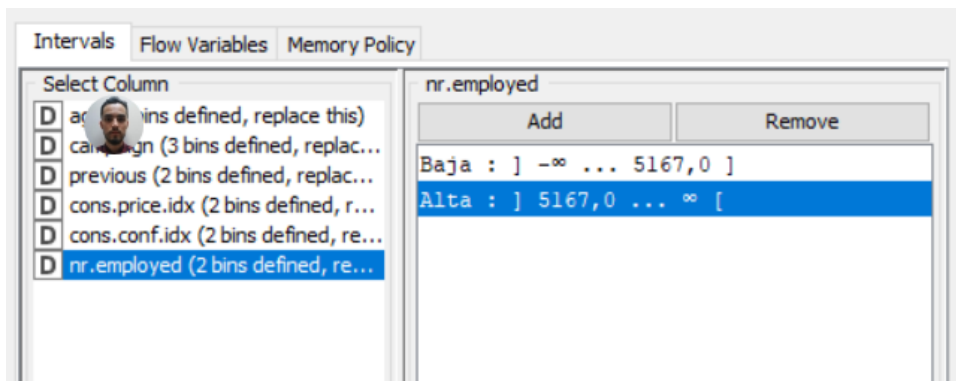 Intervals Flow Variables Memory Policy
Select Column
D ins defined, replace this)
D (3 bins defined, replac...
D previous (2 bins defined, replac...
D cons.price.idx (2 bins defined, r...
D cons.conf.idx (2 bins defined, re...
D nr.employed (2 bins defined, re...
nr.employed
Add Remove
Baja : ] -∞ ... 5167,0 ]
Alta : ] 5167,0 ... ∞ [